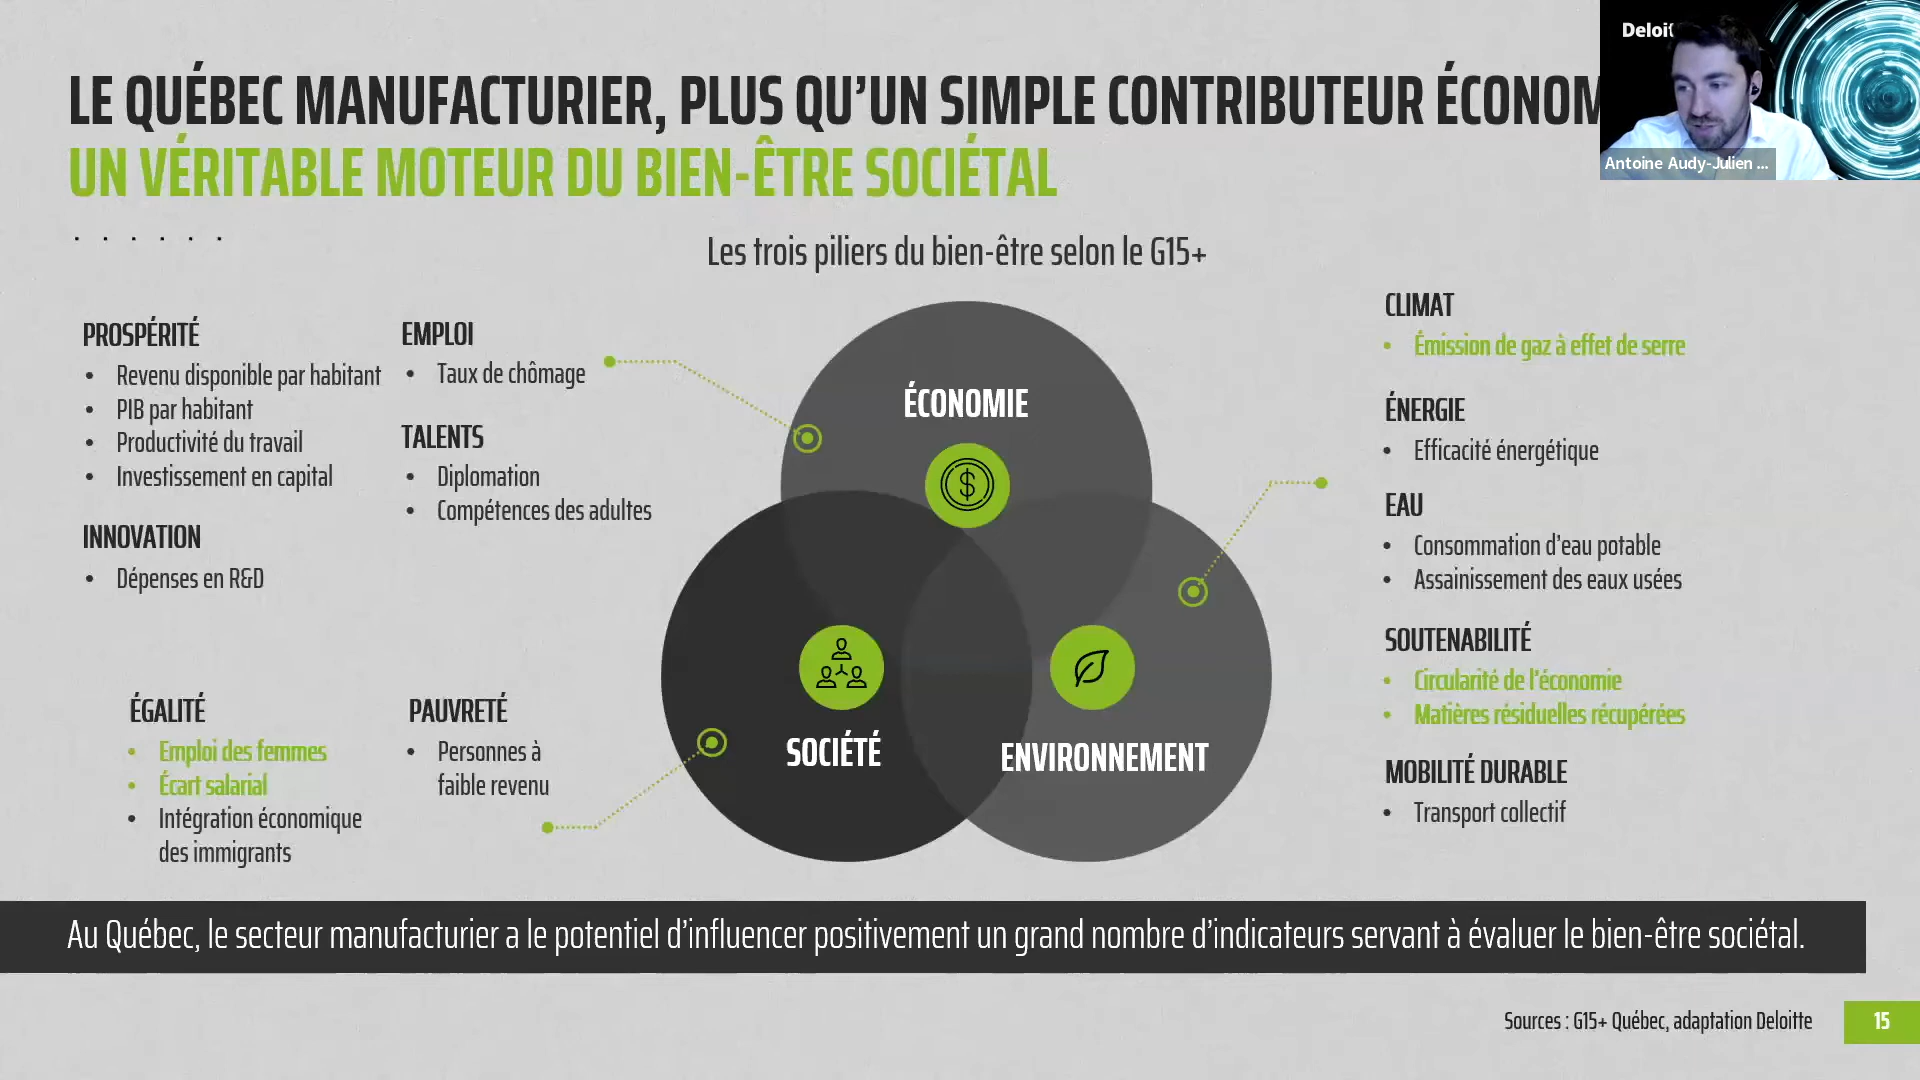 LE QUÉBEC MANUFACTURIER, PLUS QU'UN SIMPLE CONTRIBUTEUR
UN VÉRITABLE MOTEUR DU BIEN-ÊTRE SOCIÉTAL
Antoine Audy-Julien ...
Les trois piliers du bien-être selon le G15+
PROSPÉRITÉ
• Revenu disponible par habitant
• PIB par habitant
• Productivité du travail
• Investissement en capital
INNOVATION
• Dépenses en R&D
EMPLOI
• Taux de chômage
TALENTS
• Diplomation
• Compétences des adultes
ÉGALITÉ
• Emploi des femmes
• Écart salarial
• Intégration économique
des immigrants
PAUVRETÉ
• Personnes à
faible revenu
ÉCONOMIE
$
SOCIÉTÉ
ENVIRONNEMENT
CLIMAT
• Émission de gaz à effet de serre
ÉNERGIE
• Efficacité énergétique
EAU
• Consommation d'eau potable
• Assainissement des eaux usées
SOUTENABILITÉ
• Circularité de l'économie
• Matières résiduelles récupérées
MOBILITÉ DURABLE
• Transport collectif
Au Québec, le secteur manufacturier a le potentiel d'influencer positivement un grand nombre d'indicateurs servant à évaluer le bien-être sociétal.
Sources : G15+ Québec, adaptation Deloitte
15